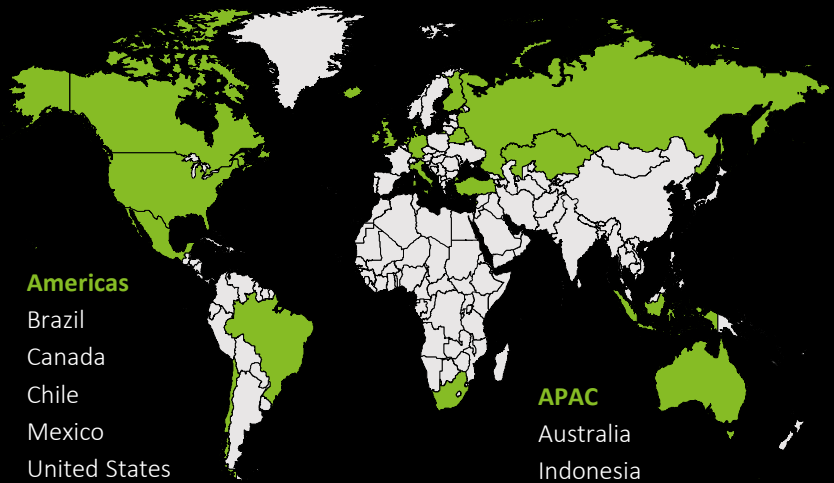 Americas
Brazil
Canada
Chile
Mexico
United States
APAC
Australia
Indonesia